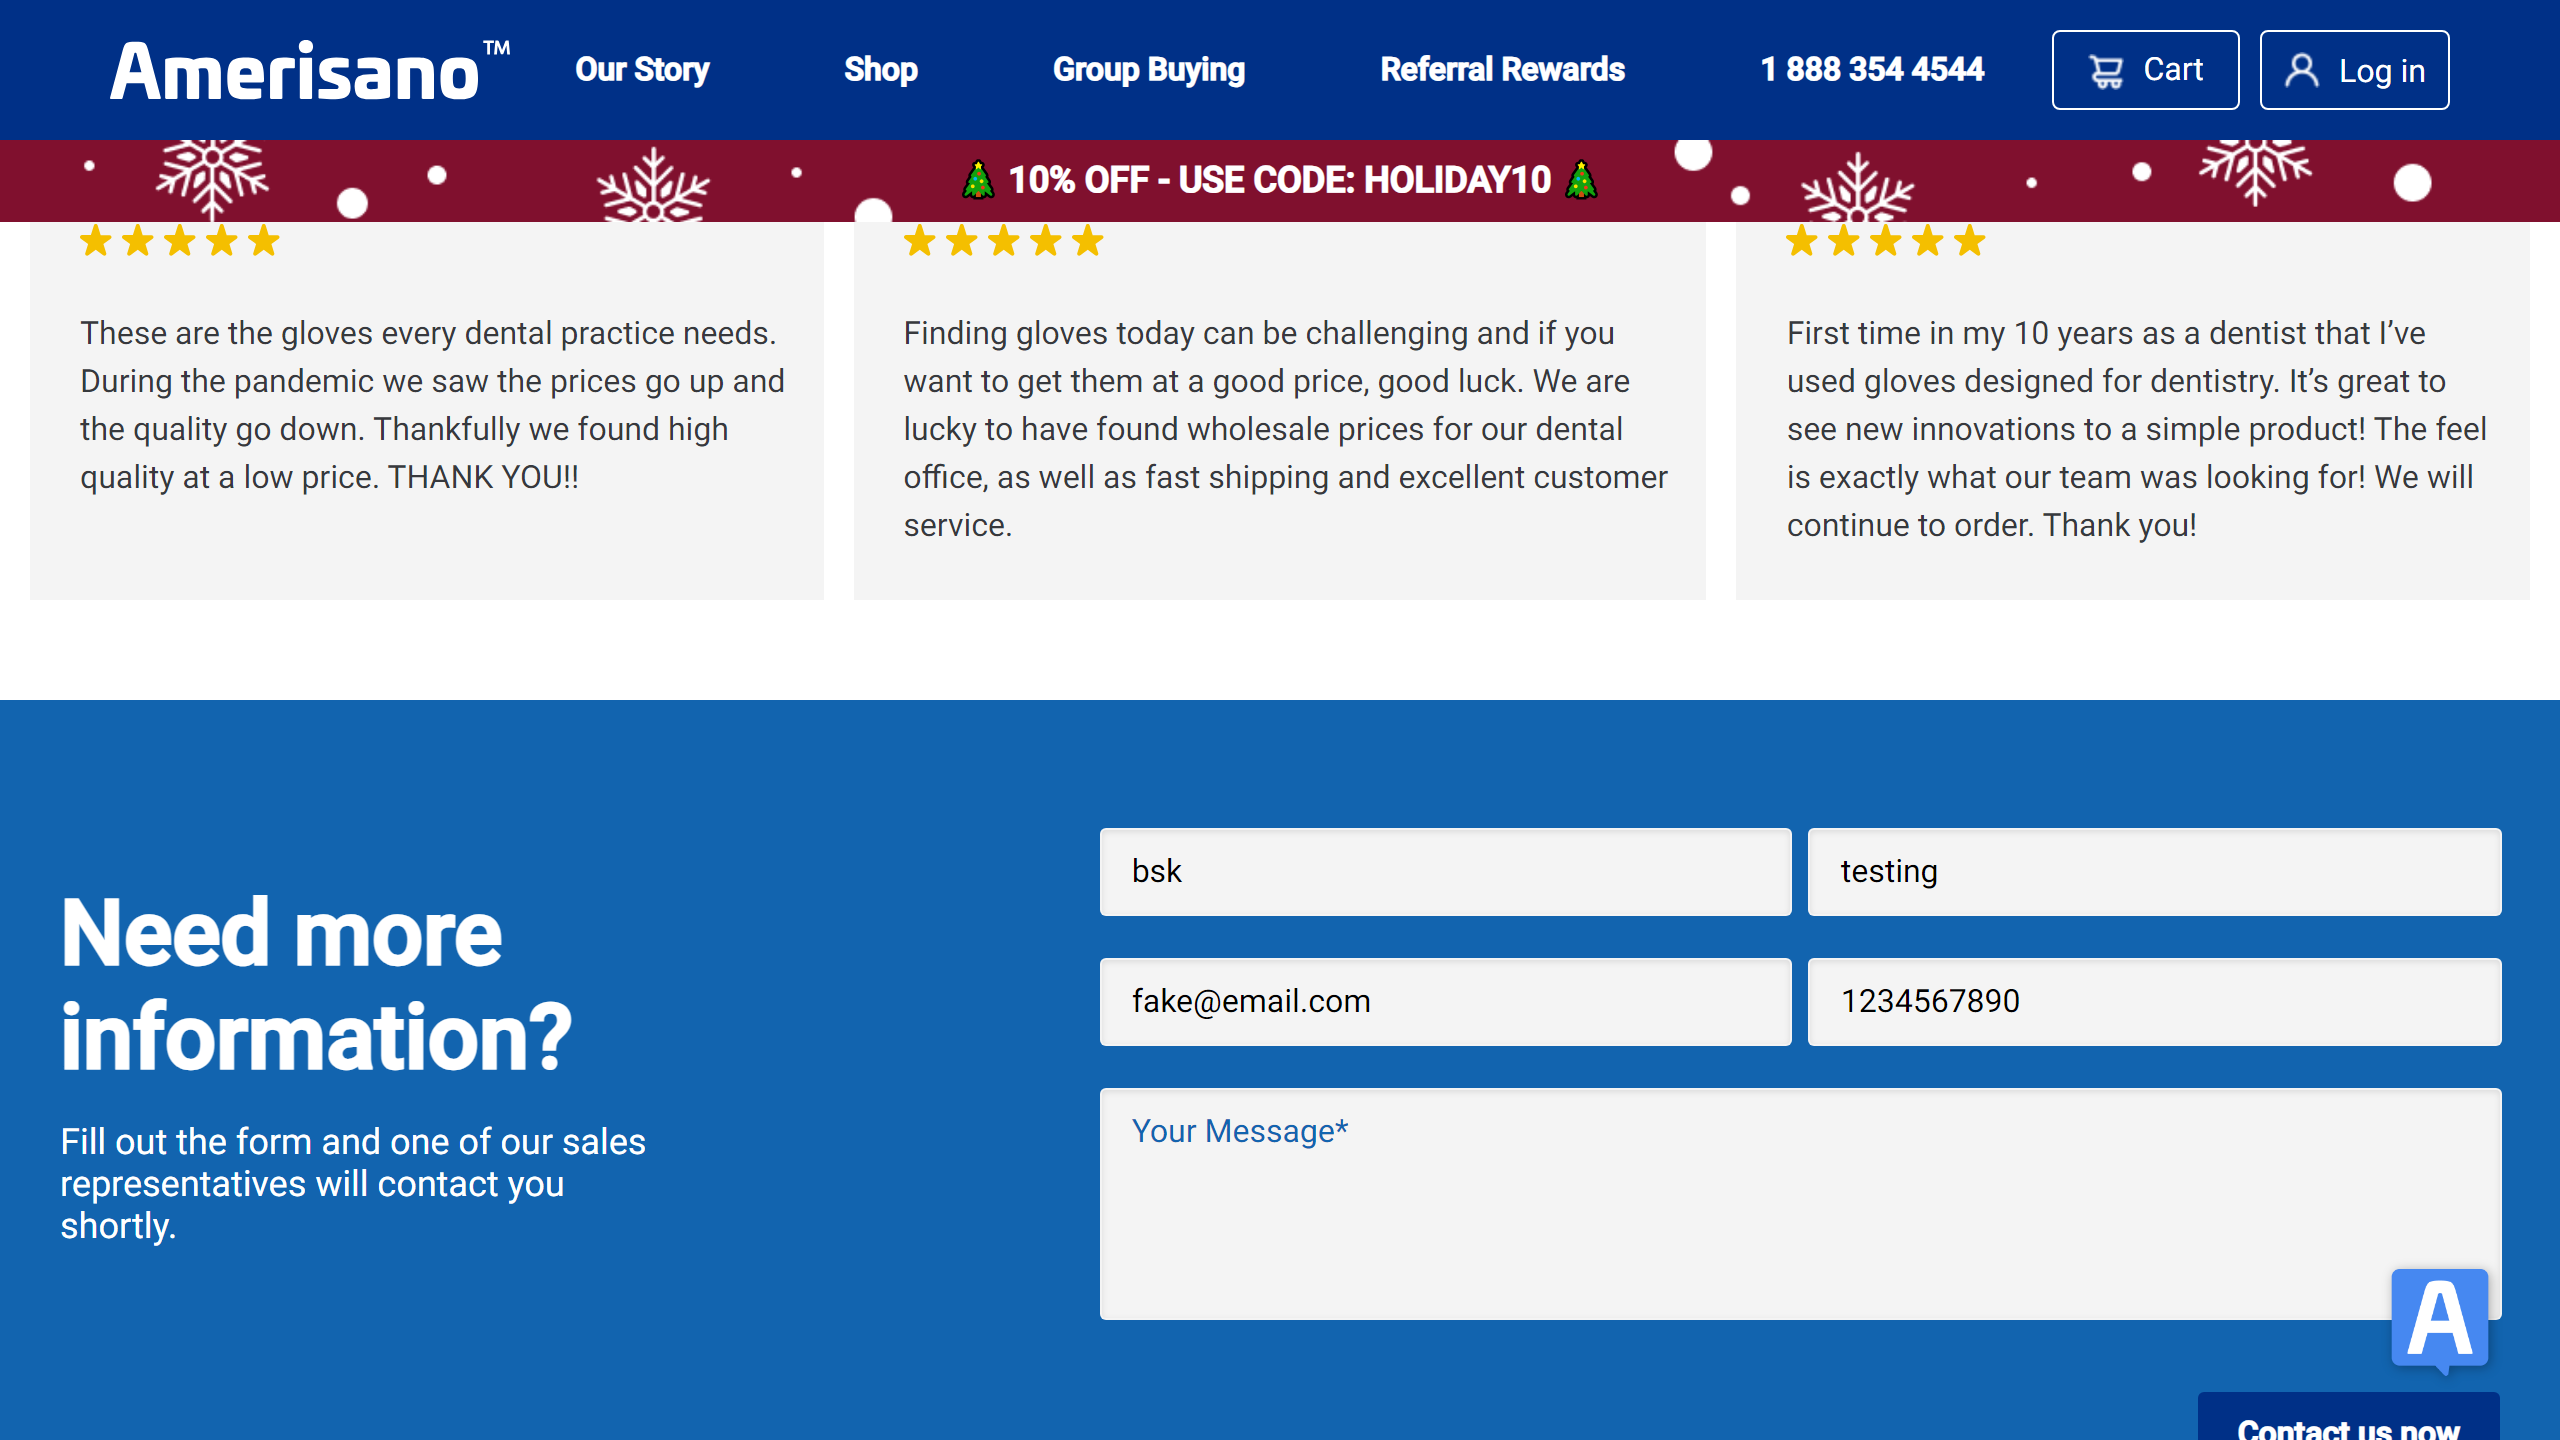 Amerisano™ Our Story Shop Group Buying Referral Rewards 1 888 354 4544 Cart Log in
🎄 10% OFF - USE CODE: HOLIDAY10 🎄
These are the gloves every dental practice needs.
During the pandemic we saw the prices go up and
the quality go down. Thankfully we found high
quality at a low price. THANK YOU!!
Finding gloves today can be challenging and if you
want to get them at a good price, good luck. We are
lucky to have found wholesale prices for our dental
office, as well as fast shipping and excellent customer
service.
First time in my 10 years as a dentist that I’ve
used gloves designed for dentistry. It’s great to
see new innovations to a simple product! The feel
is exactly what our team was looking for! We will
continue to order. Thank you!
Need more
information?
Fill out the form and one of our sales
representatives will contact you
shortly.
bsk
testing
fake@email.com
1234567890
Your Message*
A
Contact us now